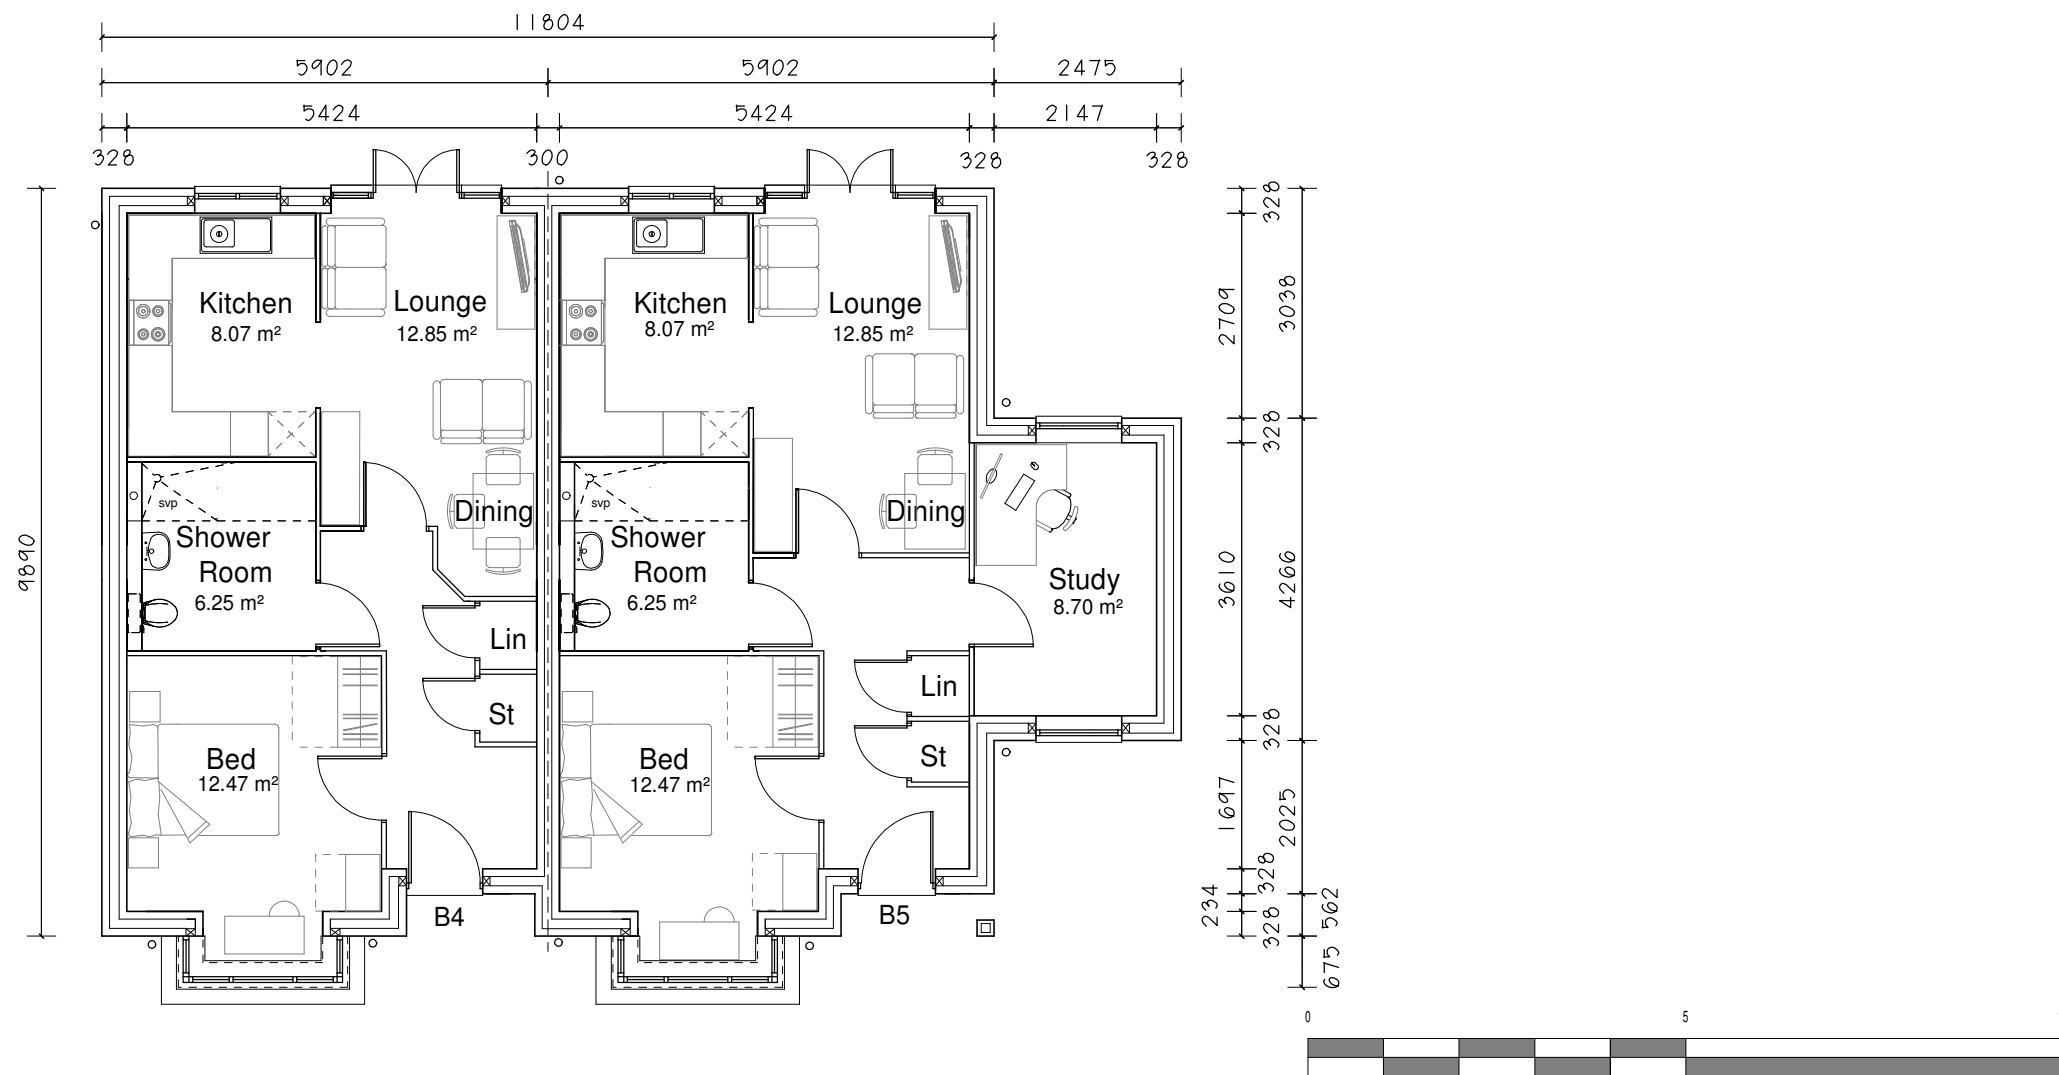 11804
5902 5902 2475
5424 5424 2147
328 300 328 328
Kitchen
8.07 m²
Lounge
12.85 m²
Kitchen
8.07 m²
Lounge
12.85 m²
328
2709
3038
328
svp
Dining
svp
Dining
Shower
Room
6.25 m²
Shower
Room
6.25 m²
Study
8.70 m²
9890
3610
4266
Lin
Lin
St
St
Bed
12.47 m²
Bed
12.47 m²
328
1697
2025
328
234
328
562
675
B4
B5
0 5